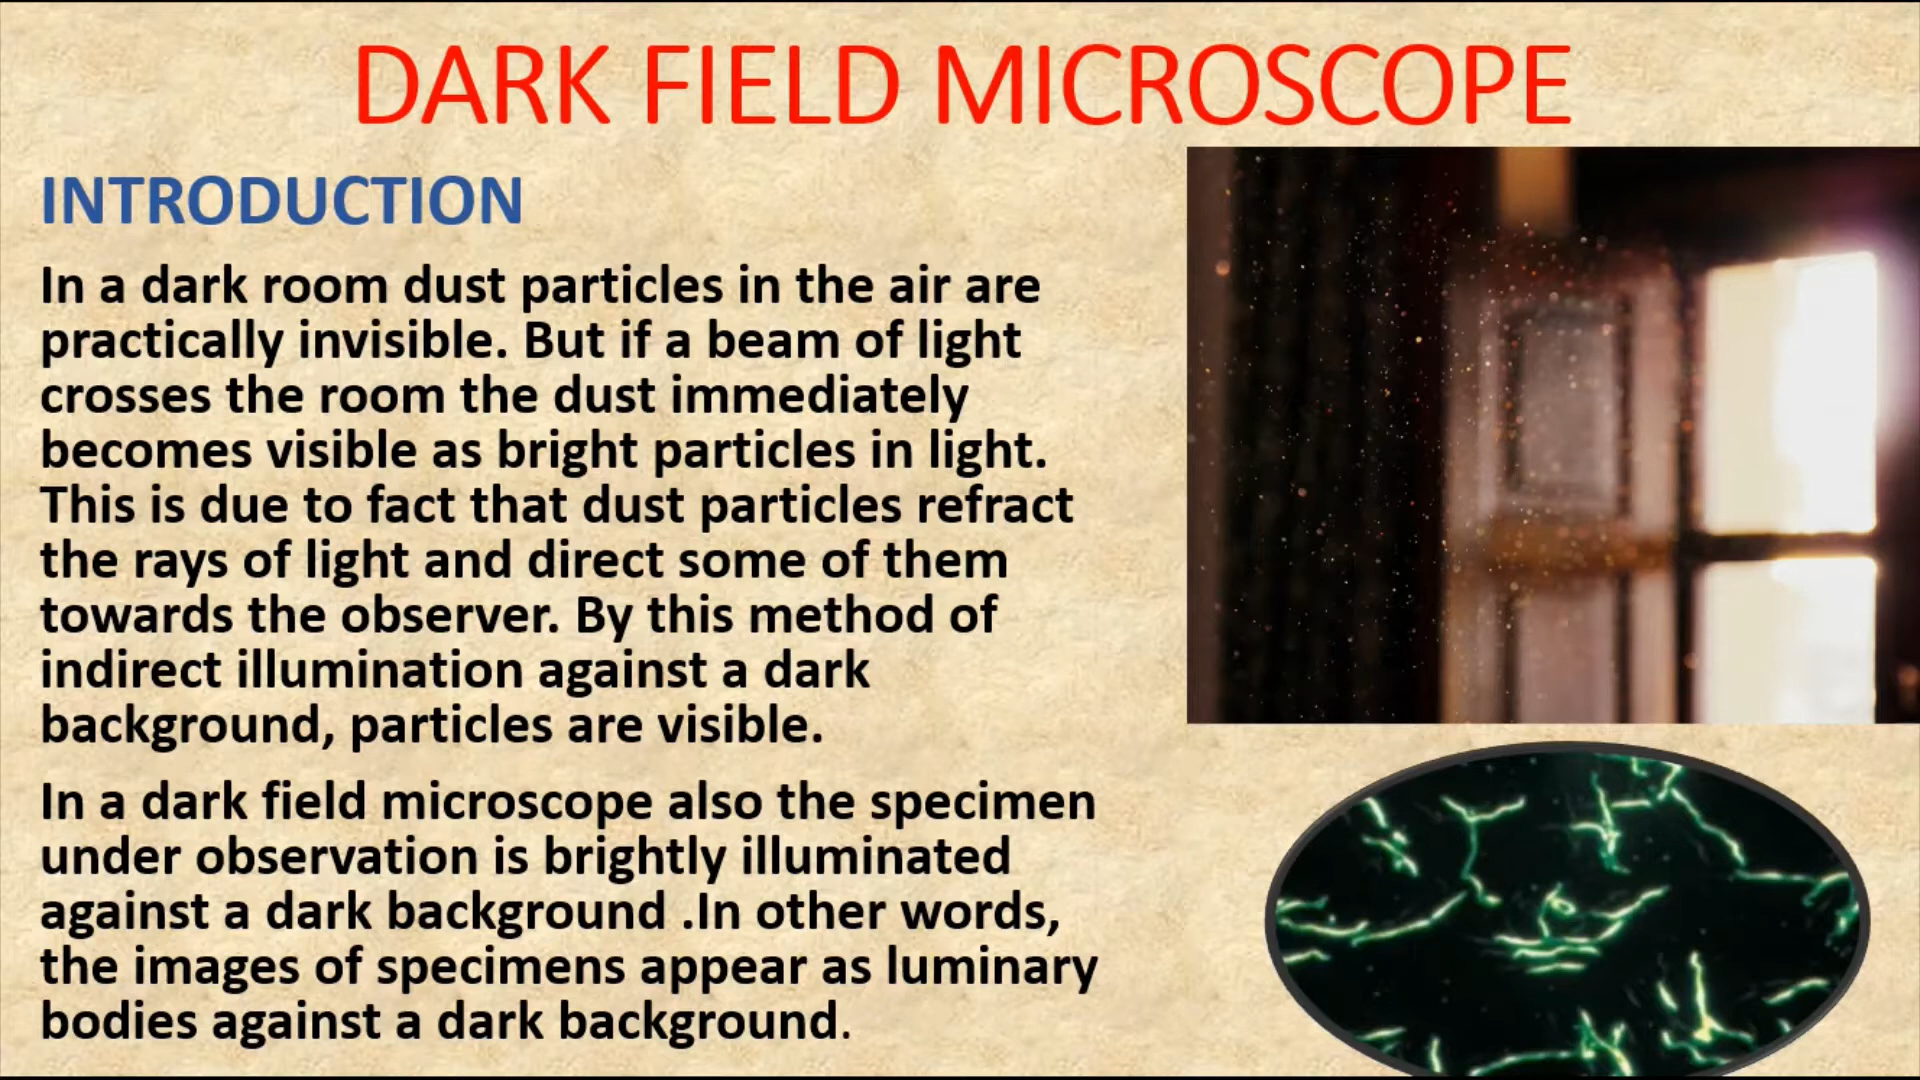 DARK FIELD MICROSCOPE
INTRODUCTION
In a dark room dust particles in the air are
practically invisible. But if a beam of light
crosses the room the dust immediately
becomes visible as bright particles in light.
This is due to fact that dust particles refract
the rays of light and direct some of them
towards the observer. By this method of
indirect illumination against a dark
background, particles are visible.
In a dark field microscope also the specimen
under observation is brightly illuminated
against a dark background .In other words,
the images of specimens appear as luminary
bodies against a dark background.